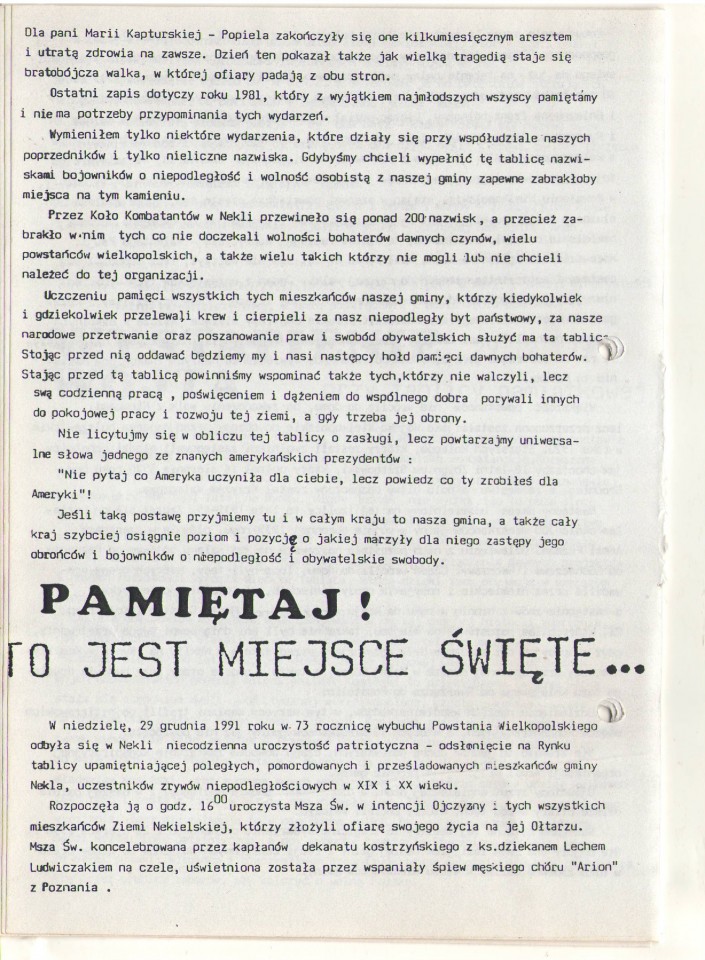 Dla pani Marii Kapturskiej - Popiela zakończyły się one kilkumiesięcznym aresztem
i utratą zdrowia na zawsze. Dzień ten pokazał także jak wielką tragedią staje się
bratobójcza walka, w której ofiary padają z obu stron.
Ostatni zapis dotyczy roku 1981, który z wyjątkiem najmłodszych wszyscy pamiętamy
i nie ma potrzeby przypominania tych wydarzeń.
Wymieniłem tylko niektóre wydarzenia, które działy się przy współudziale naszych
poprzedników i tylko nieliczne nazwiska. Gdybyśmy chcieli wypełnić tę tablicę nazwi-
skami bojowników o niepodległość i wolność osobistą z naszej gminy zapewne zabrakłoby
miejsca na tym kamieniu.
Przez Koło Kombatantów w Nekli przewineło się ponad 200 nazwisk , a przecież za-
brakło w nim tych co nie doczekali wolności bohaterów dawnych czynów, wielu
powstańców wielkopolskich, a także wielu takich którzy nie mogli lub nie chcieli
należeć do tej organizacji.
Uczczeniu pamięci wszystkich tych mieszkańców naszej gminy, którzy kiedykolwiek
i gdziekolwiek przelewali krew i cierpieli za nasz niepodległy byt państwowy, za nasze
narodowe przetrwanie oraz poszanowanie praw i swobód obywatelskich służyć ma ta tablic
Stojąc przed nią oddawać będziemy my i nasi następcy hołd pamięci dawnych bohaterów.
Stając przed tą tablicą powinniśmy wspominać także tych,którzy nie walczyli, lecz
swą codzienną pracą , poświęceniem i dążeniem do wspólnego dobra porywali innych
do pokojowej pracy i rozwoju tej ziemi, a gdy trzeba jej obrony.
Nie licytujmy się w obliczu tej tablicy o zasługi, lecz powtarzajmy uniwersa-
lne słowa jednego ze znanych amerykańskich prezydentów :
"Nie pytaj co Ameryka uczyniła dla ciebie, lecz powiedz co ty zrobiłeś dla
Ameryki"!
Jeśli taką postawę przyjmiemy tu i w całym kraju to nasza gmina, a także cały
kraj szybciej osiągnie poziom i pozycję o jakiej marzyły dla niego zastępy jego
obrońców i bojowników o niepodległość i obywatelskie swobody.
PAMIĘTAJ!
TO JEST MIEJSCE ŚWIĘTE...
W niedzielę, 29 grudnia 1991 roku w 73 rocznicę wybuchu Powstania Wielkopolskiego
odbyła się w Nekli niecodzienna uroczystość patriotyczna - odsłonięcie na Rynku
tablicy upamiętniającej poległych, pomordowanych i prześladowanych mieszkańców gminy
Nekla, uczestników zrywów niepodległościowych w XIX i XX wieku.
Rozpoczęła ją o godz. 16⁰⁰ uroczysta Msza Św. w intencji Ojczyzny i tych wszystkich
mieszkańców Ziemi Nekielskiej, którzy złożyli ofiarę swojego życia na jej Ołtarzu.
Msza Św. koncelebrowana przez kapłanów dekanatu kostrzyńskiego z ks.dziekanem Lechem
Ludwiczakiem na czele, uświetniona została przez wspaniały śpiew męskiego chóru "Arion"
z Poznania .